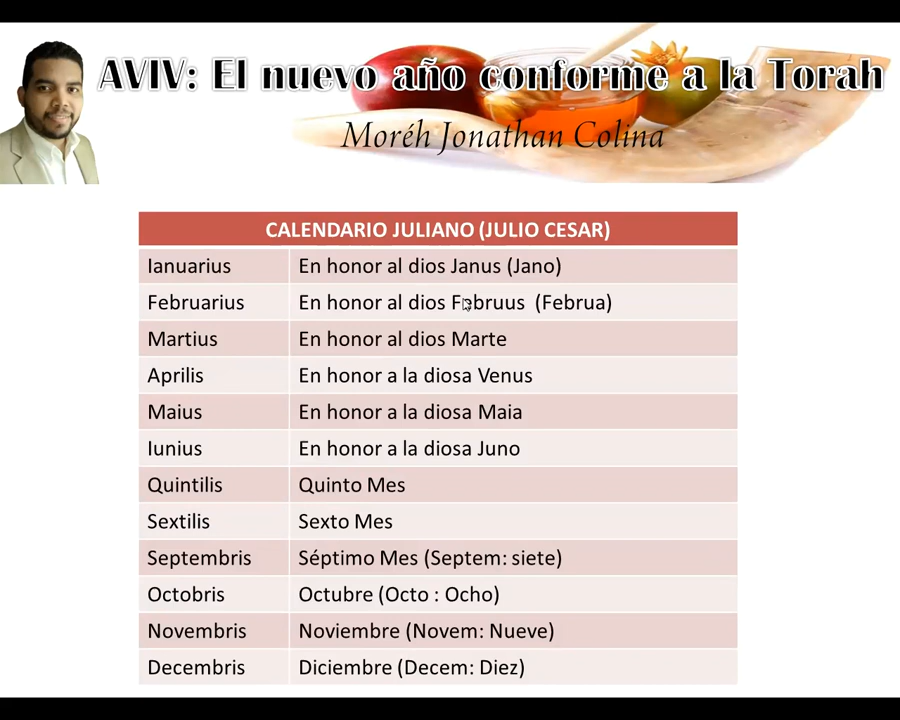 AVIV: El nuevo año conforme a la Torah
Moréh Jonathan Colina
CALENDARIO JULIANO (JULIO CESAR)
Ianuarius En honor al dios Janus (Jano)
Februarius En honor al dios Februus (Februa)
Martius En honor al dios Marte
Aprilis En honor a la diosa Venus
Maius En honor a la diosa Maia
Iunius En honor a la diosa Juno
Quintilis Quinto Mes
Sextilis Sexto Mes
Septembris Séptimo Mes (Septem: siete)
Octobris Octubre (Octo : Ocho)
Novembris Noviembre (Novem: Nueve)
Decembris Diciembre (Decem: Diez)